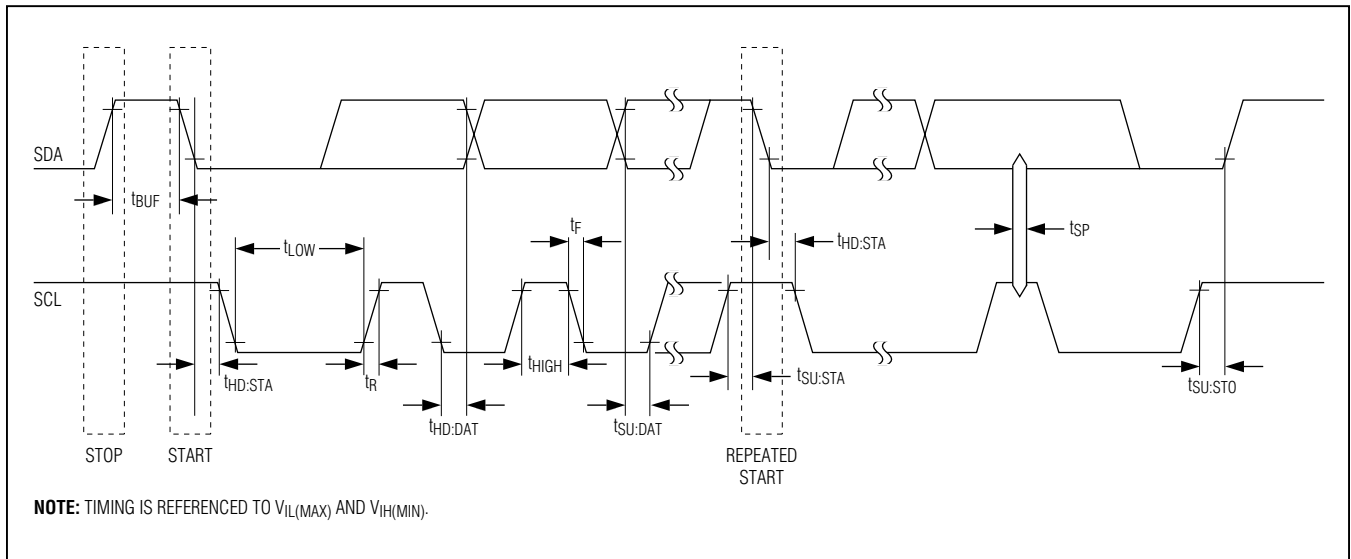 SDA
tBUF
tLOW
tF
tHD:STA
tSP
SCL
tHD:STA
tR
tHIGH
tSU:STA
tSU:STO
tHD:DAT
tSU:DAT
STOP
START
REPEATED
START
NOTE: TIMING IS REFERENCED TO VIL(MAX) AND VIH(MIN).